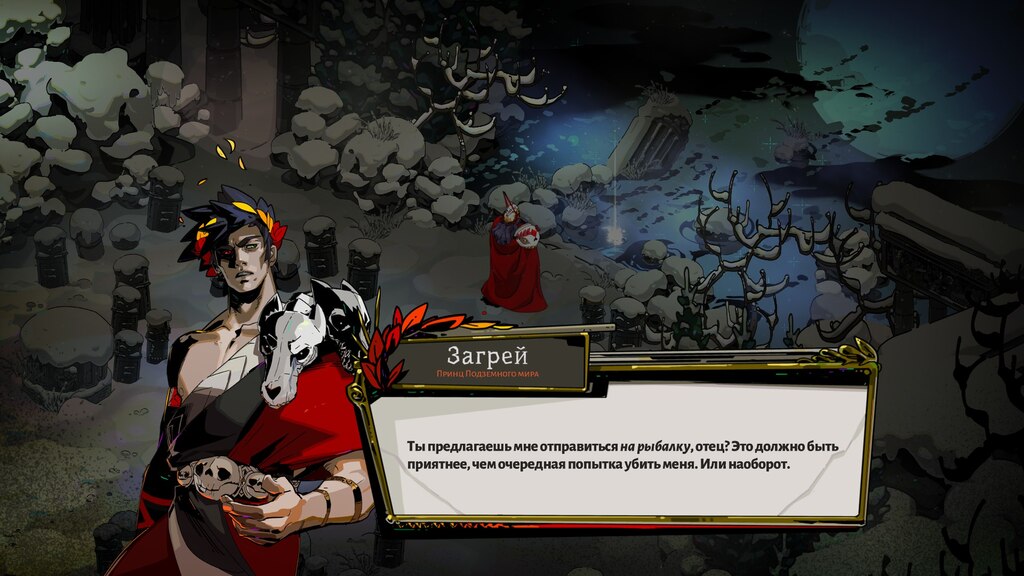 Загрей
Принц Подземного мира
Ты предлагаешь мне отправиться на рыбалку, отец? Это должно быть
приятнее, чем очередная попытка убить меня. Или наоборот.